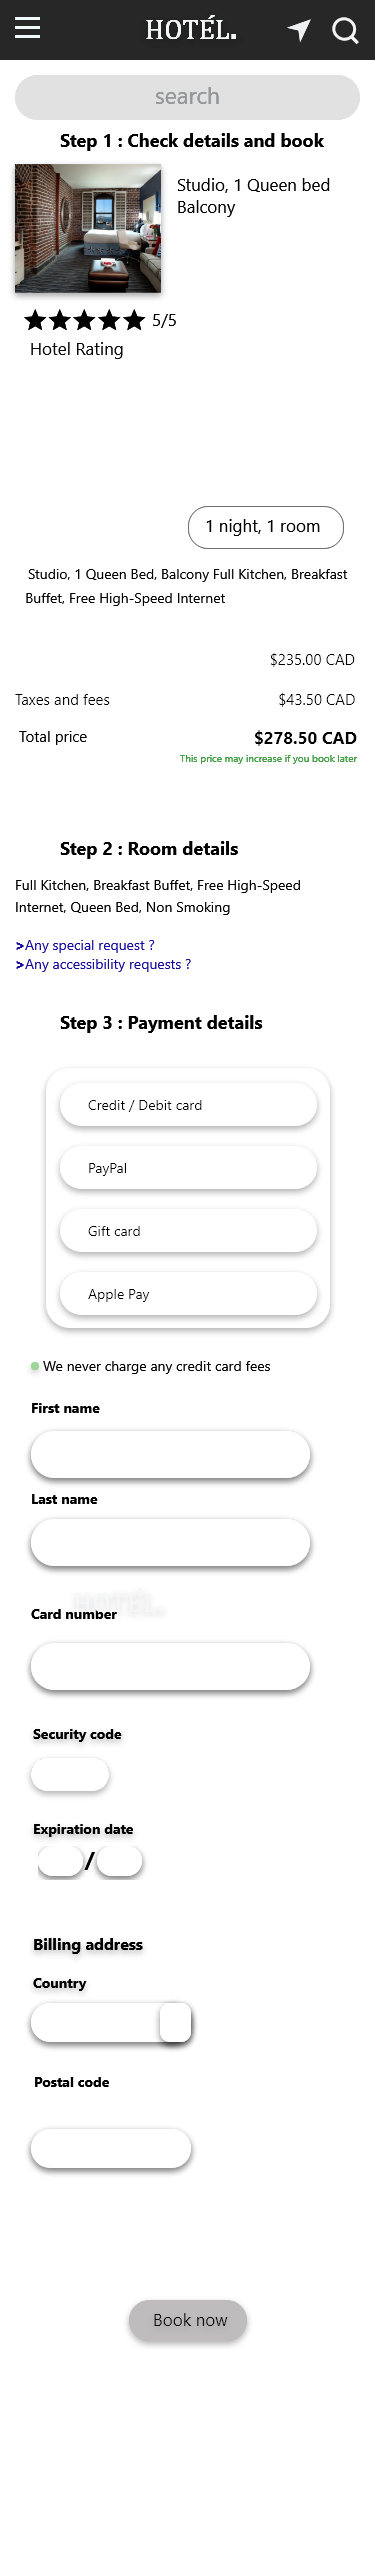 HOTÉL.
search
Step 1 : Check details and book
Studio, 1 Queen bed
Balcony
5/5
Hotel Rating
1 night, 1 room
Studio, 1 Queen Bed, Balcony Full Kitchen, Breakfast
Buffet, Free High-Speed Internet
$235.00 CAD
Taxes and fees $43.50 CAD
Total price $278.50 CAD
This price may increase if you book later
Step 2 : Room details
Full Kitchen, Breakfast Buffet, Free High-Speed
Internet, Queen Bed, Non Smoking
>Any special request ?
>Any accessibility requests ?
Step 3 : Payment details
Credit / Debit card
PayPal
Gift card
Apple Pay
We never charge any credit card fees
First name
Last name
HOTÉL.
Card number
Security code
Expiration date
/
Billing address
Country
Postal code
Book now